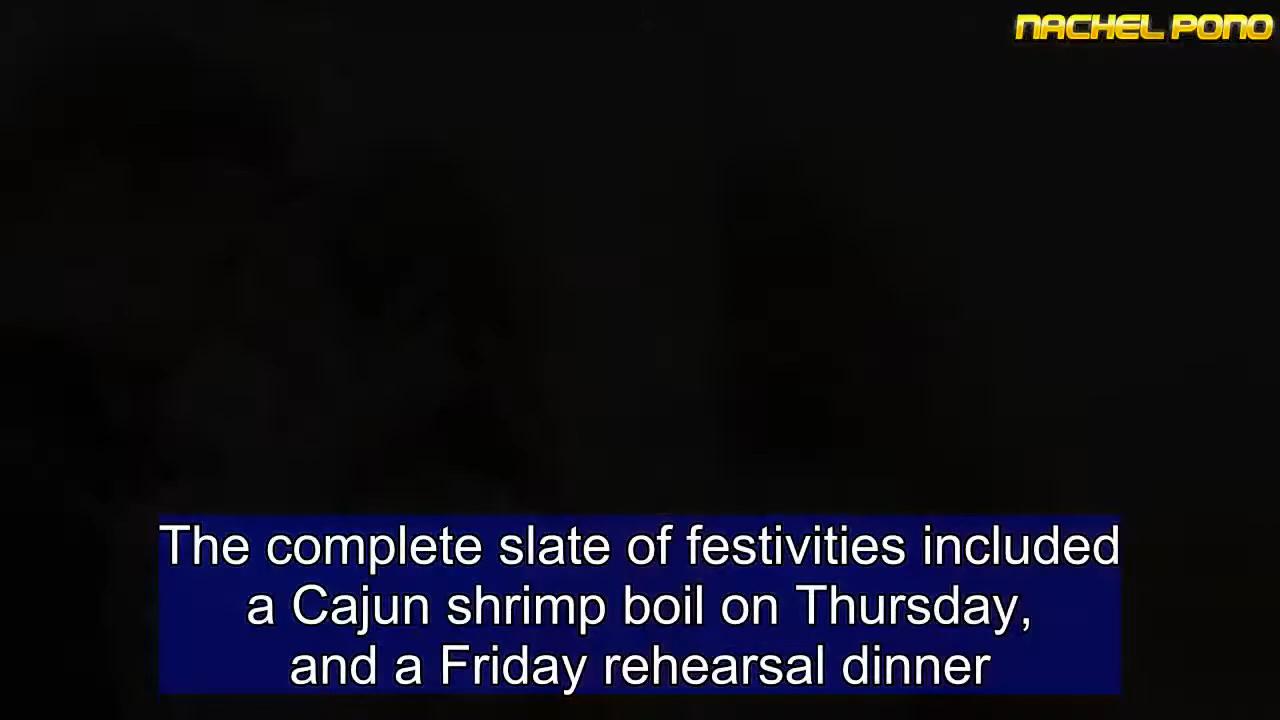 NACHEL PONO
The complete slate of festivities included
a Cajun shrimp boil on Thursday,
and a Friday rehearsal dinner